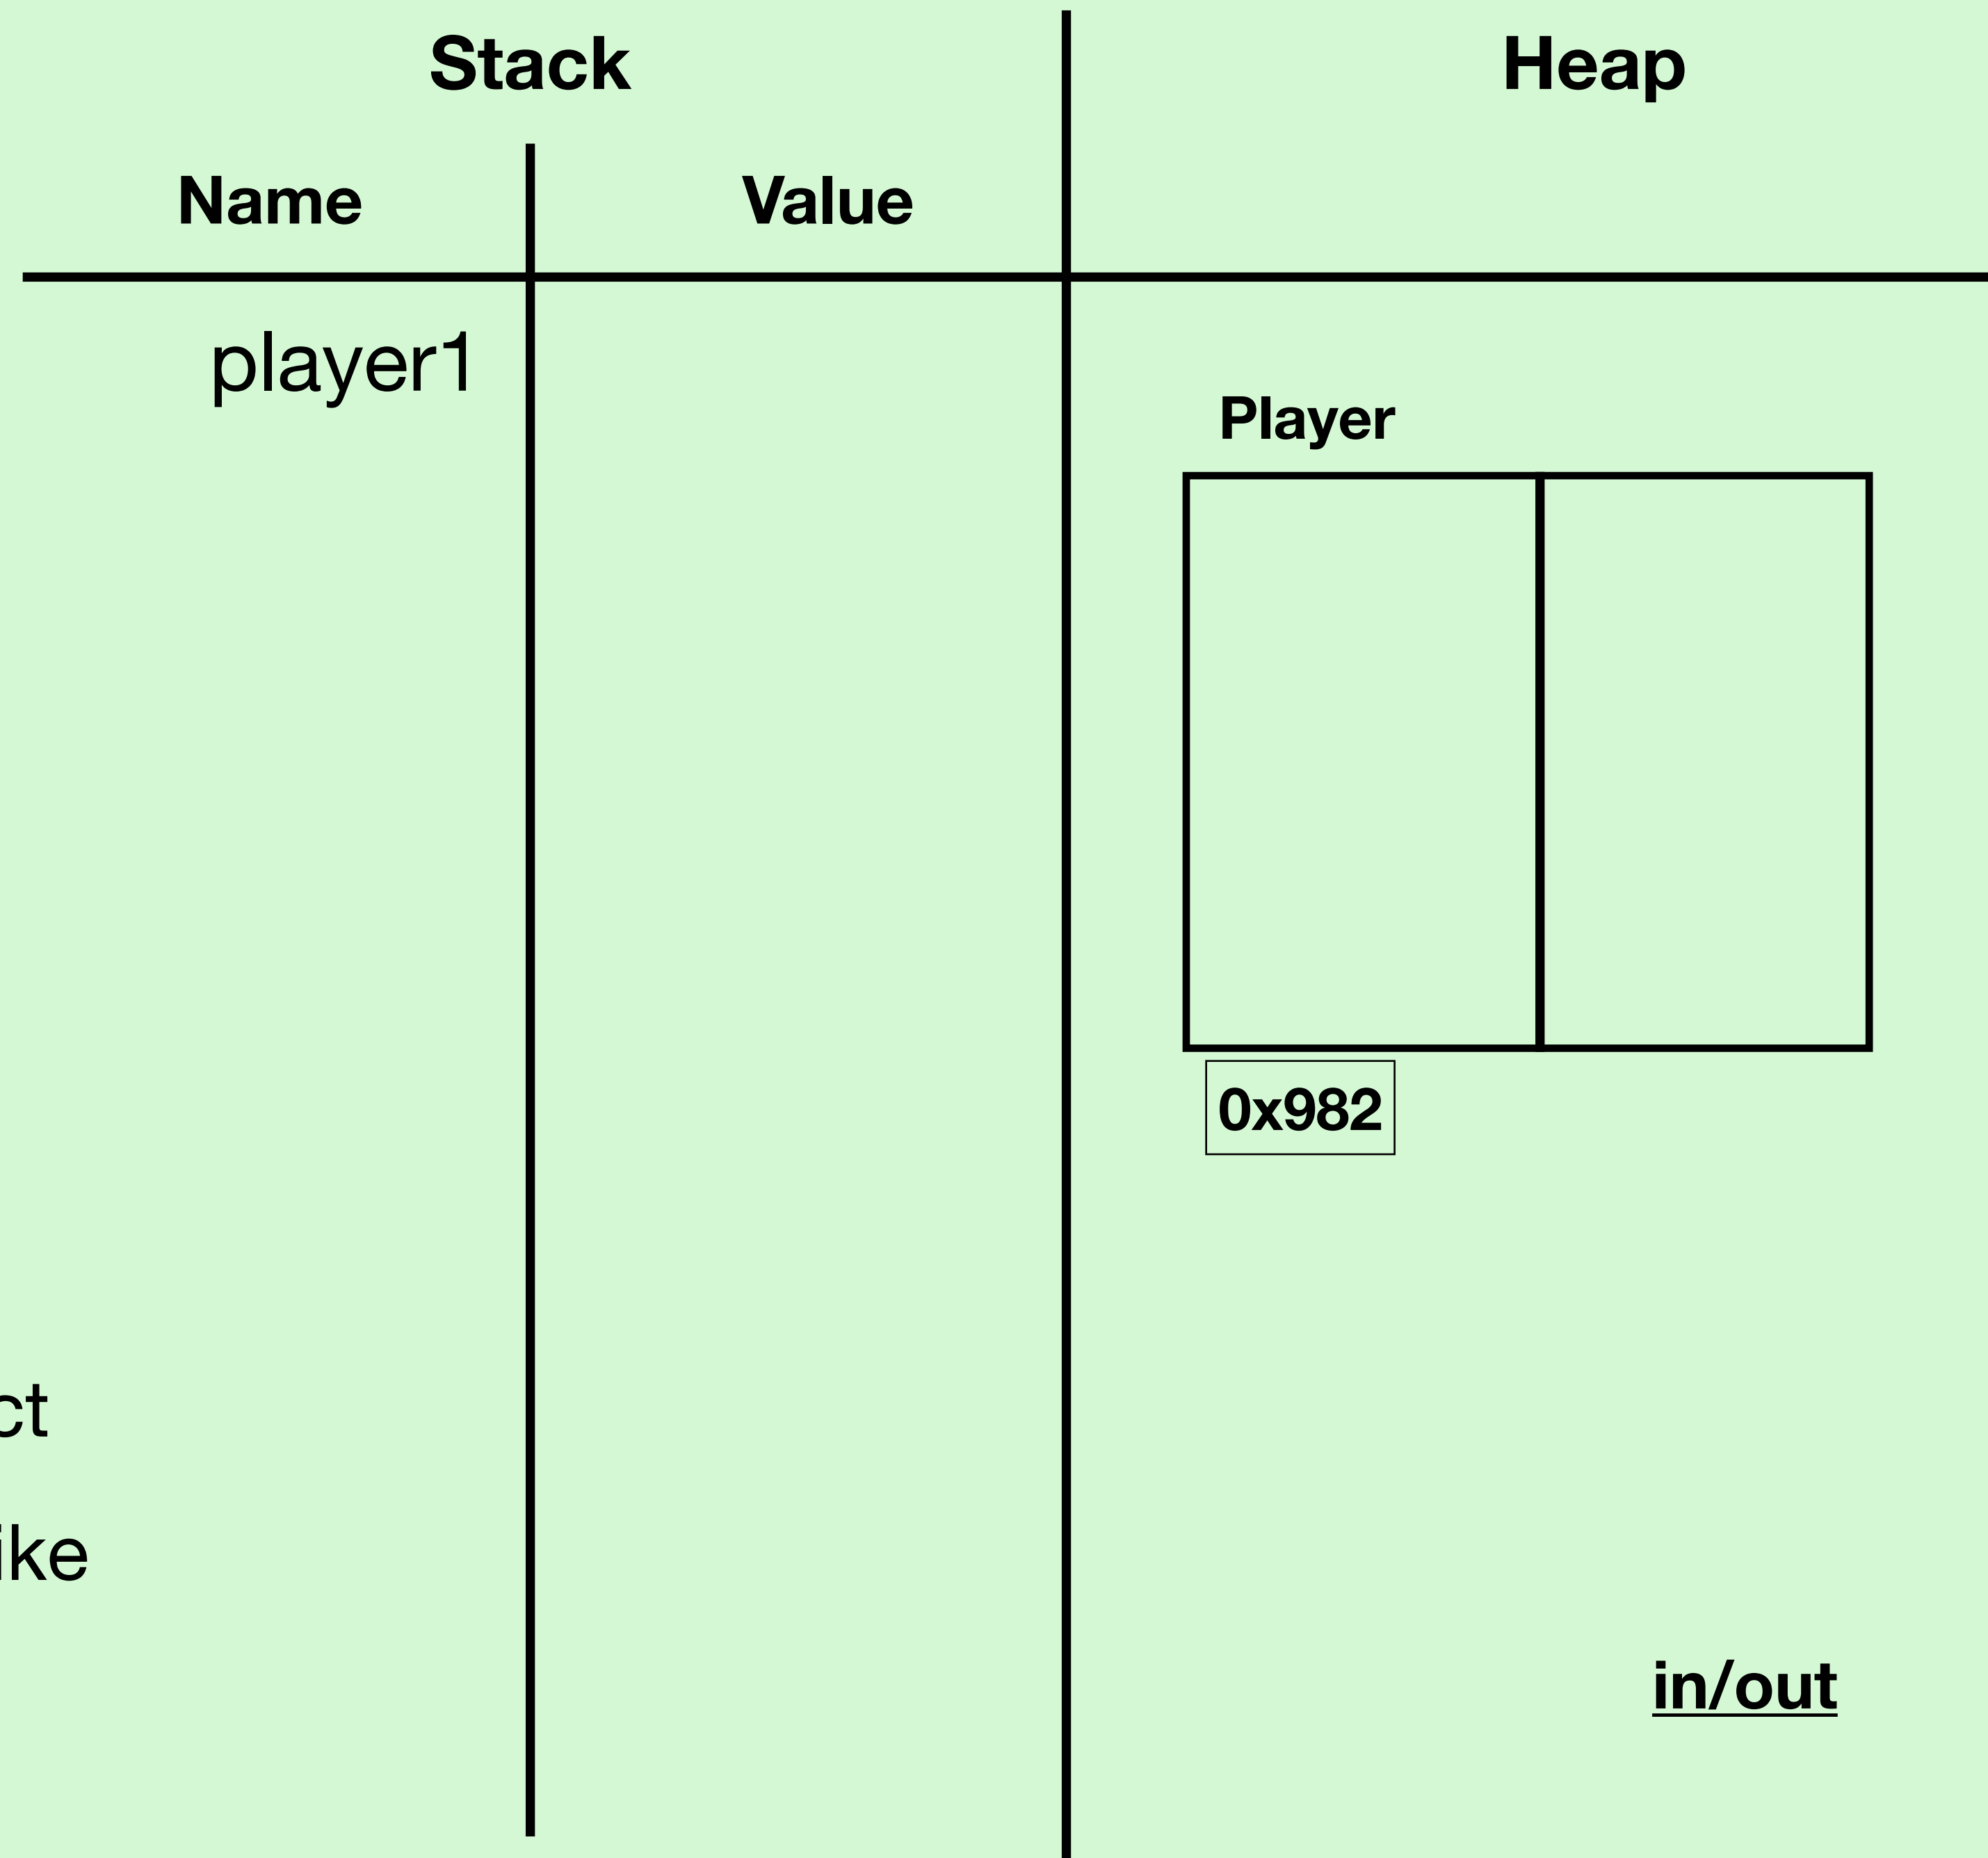 Stack
Heap
Name
Value
player1
Player
0x982
ct
ike
in/out